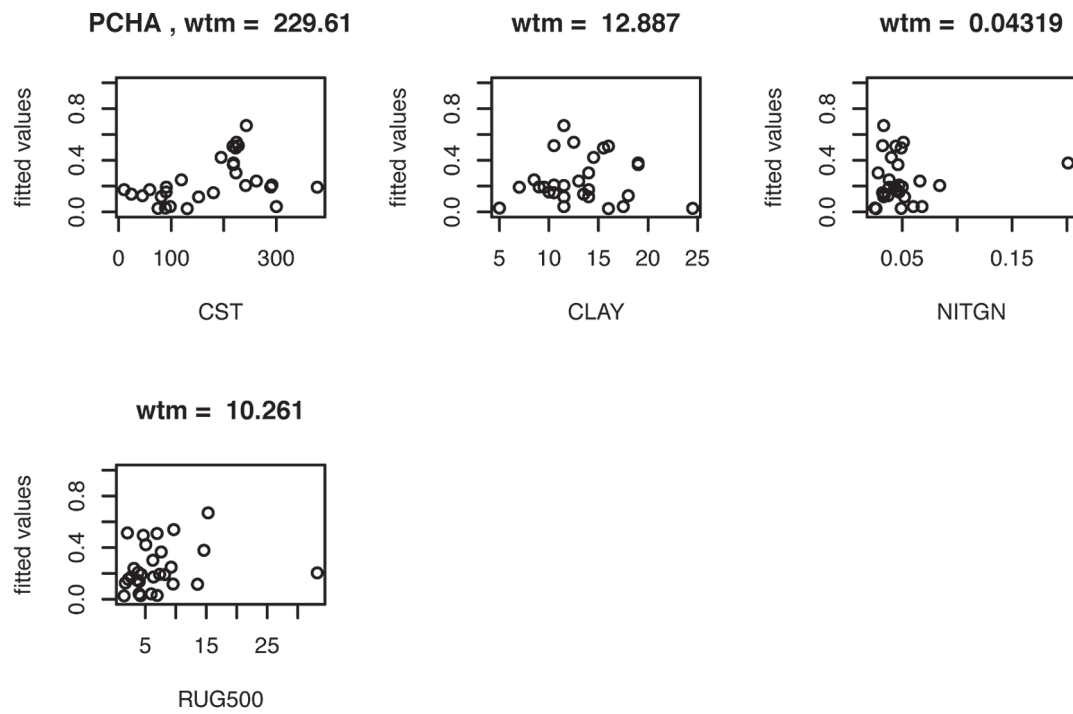 PCHA , wtm = 229.61
fitted values
0.0 0.4 0.8
0 100 300
CST
wtm = 12.887
fitted values
0.0 0.4 0.8
5 10 15 20 25
CLAY
wtm = 0.04319
fitted values
0.0 0.4 0.8
0.05 0.15
NITGN
wtm = 10.261
fitted values
0.0 0.4 0.8
5 15 25
RUG500